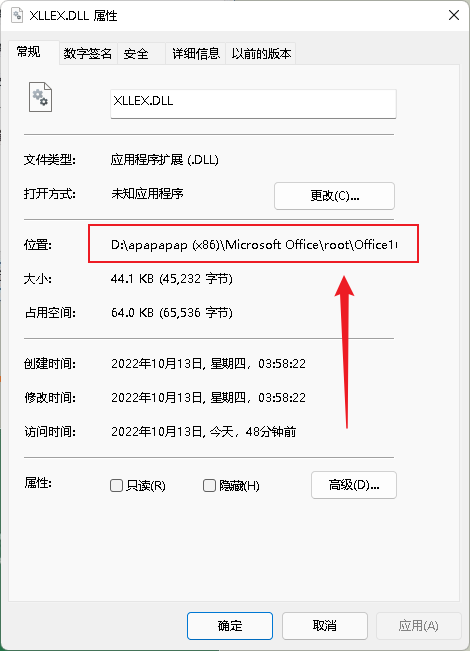 XLLEX.DLL 属性
常规 数字签名 安全 详细信息 以前的版本
XLLEX.DLL
文件类型: 应用程序扩展 (.DLL)
打开方式: 未知应用程序 更改(C)...
位置: D:\apapapap (x86)\Microsoft Office\root\Office1
大小: 44.1 KB (45,232 字节)
占用空间: 64.0 KB (65,536 字节)
创建时间: 2022年10月13日, 星期四, 03:58:22
修改时间: 2022年10月13日, 星期四, 03:58:22
访问时间: 2022年10月13日, 今天, 48分钟前
属性: 只读(R) 隐藏(H) 高级(D)...
确定 取消 应用(A)